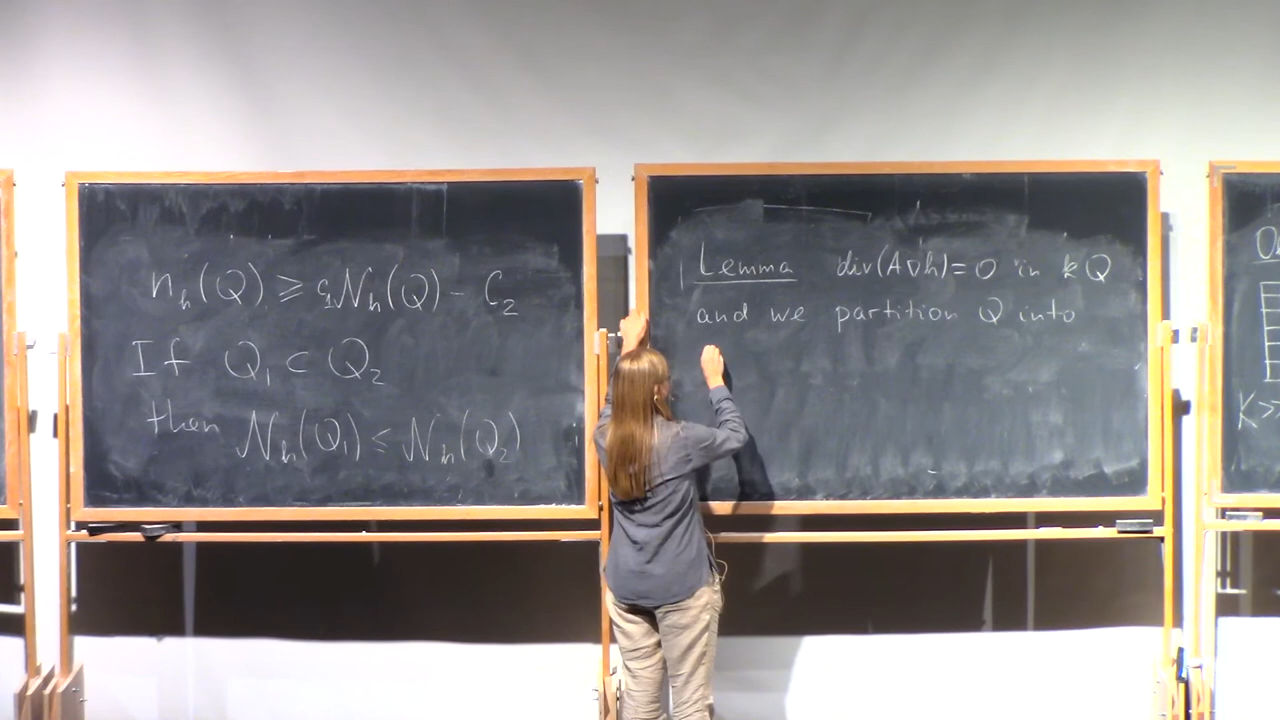 n_h(Q) ≥ c_1 N_h(Q) - C_2
If Q_1 ⊂ Q_2
then N_h(Q_1) ≤ N_h(Q_2)
Lemma div(A∇h)=0 in kQ
and we partition Q into
K>